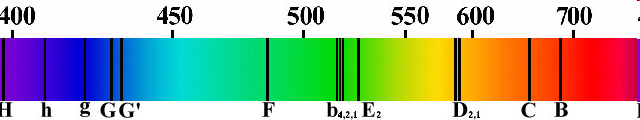 400 450 500 550 600 700
H h g G G' F b4,2,1 E2 D2,1 C B